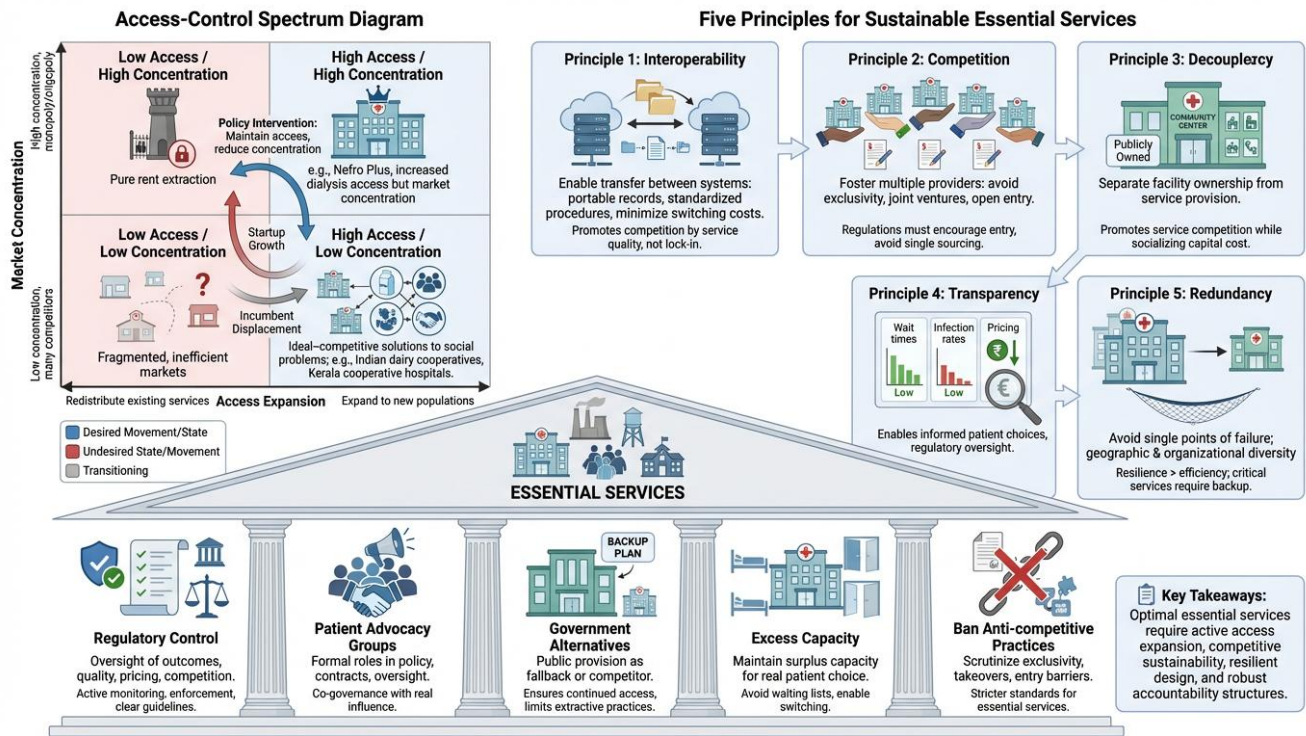 Access-Control Spectrum Diagram
Market Concentration
High concentration,
monopoly/oligopoly
Low concentration,
many competitors
Low Access /
High Concentration
Pure rent extraction
High Access /
High Concentration
e.g., Nefro Plus, increased
dialysis access but market
concentration
Policy Intervention:
Maintain accees,
reduce concentration
Low Access /
Low Concentration
?
Fragmented, inefficient
markets
Startup
Growth
Incumbent
Displacement
High Access /
Low Concentration
Ideal–competitive solutions to social
problems; e.g., Indian dairy cooperatives,
Kerala cooperative hospitals.
Redistribute existing services
Access Expansion
Expand to new populations
Desired Movement/State
Undesired State/Movement
Transitioning
Five Principles for Sustainable Essential Services
Principle 1: Interoperability
Enable transfer between systems:
portable records, standardized
procedures, minimize switching costs.
Promotes competition by service
quality, not lock-in.
Principle 2: Competition
Foster multiple providers: avoid
exclusivity, joint ventures, open entry.
Regulations must encourage entry,
avoid single sourcing.
Principle 3: Decouplezcy
COMMUNITY
CENTER
Publicly
Owned
Separate facility ownership from
service provision.
Promotes service competition while
socializing capital cost.
Principle 4: Transparency
Wait
times
Low
Infection
rates
Low
Pricing
₹
€
Enables informed patient choices,
regulatory oversight.
Principle 5: Redundancy
Avoid single points of failure;
geographic & organizational diversity
Resilience > efficiency; critical
services require backup.
ESSENTIAL SERVICES
Regulatory Control
Oversight of outcomes,
quality, pricing, competition.
Active monitoring, enforcement,
clear guidelines.
Patient Advocacy
Groups
Formal roles in policy,
contracts, oversight.
Co-governance with real
influence.
BACKUP
PLAN
Government
Alternatives
Public provision as
fallback or competitor.
Ensures continued access,
limits extractive practices.
Excess Capacity
Maintain surplus capacity
for real patient choice.
Avoid waiting lists, enable
switching.
Ban Anti-competitive
Practices
Scrutinize exclusivity,
takeovers, entry barriers.
Stricter standards for
essential services.
Key Takeaways:
Optimal essential services
require active access
expansion, competitive
sustainability, resilient
design, and robust
accountability structures.